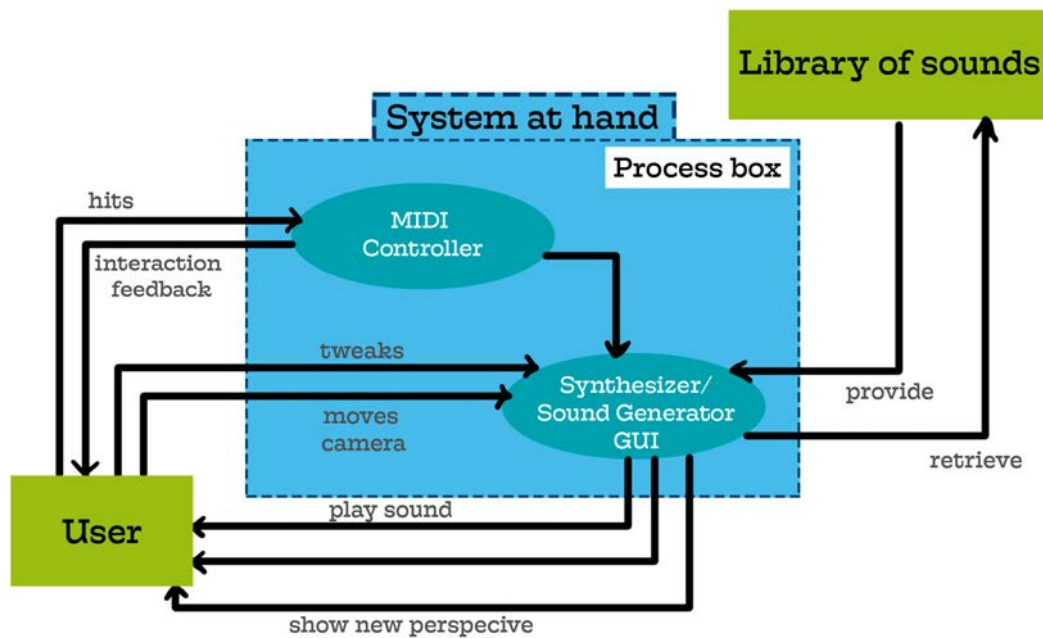 Library of sounds
System at hand
Process box
hits
MIDI
Controller
interaction
feedback
tweaks
Synthesizer/
Sound Generator
GUI
provide
moves
camera
retrieve
User
play sound
show new perspecive